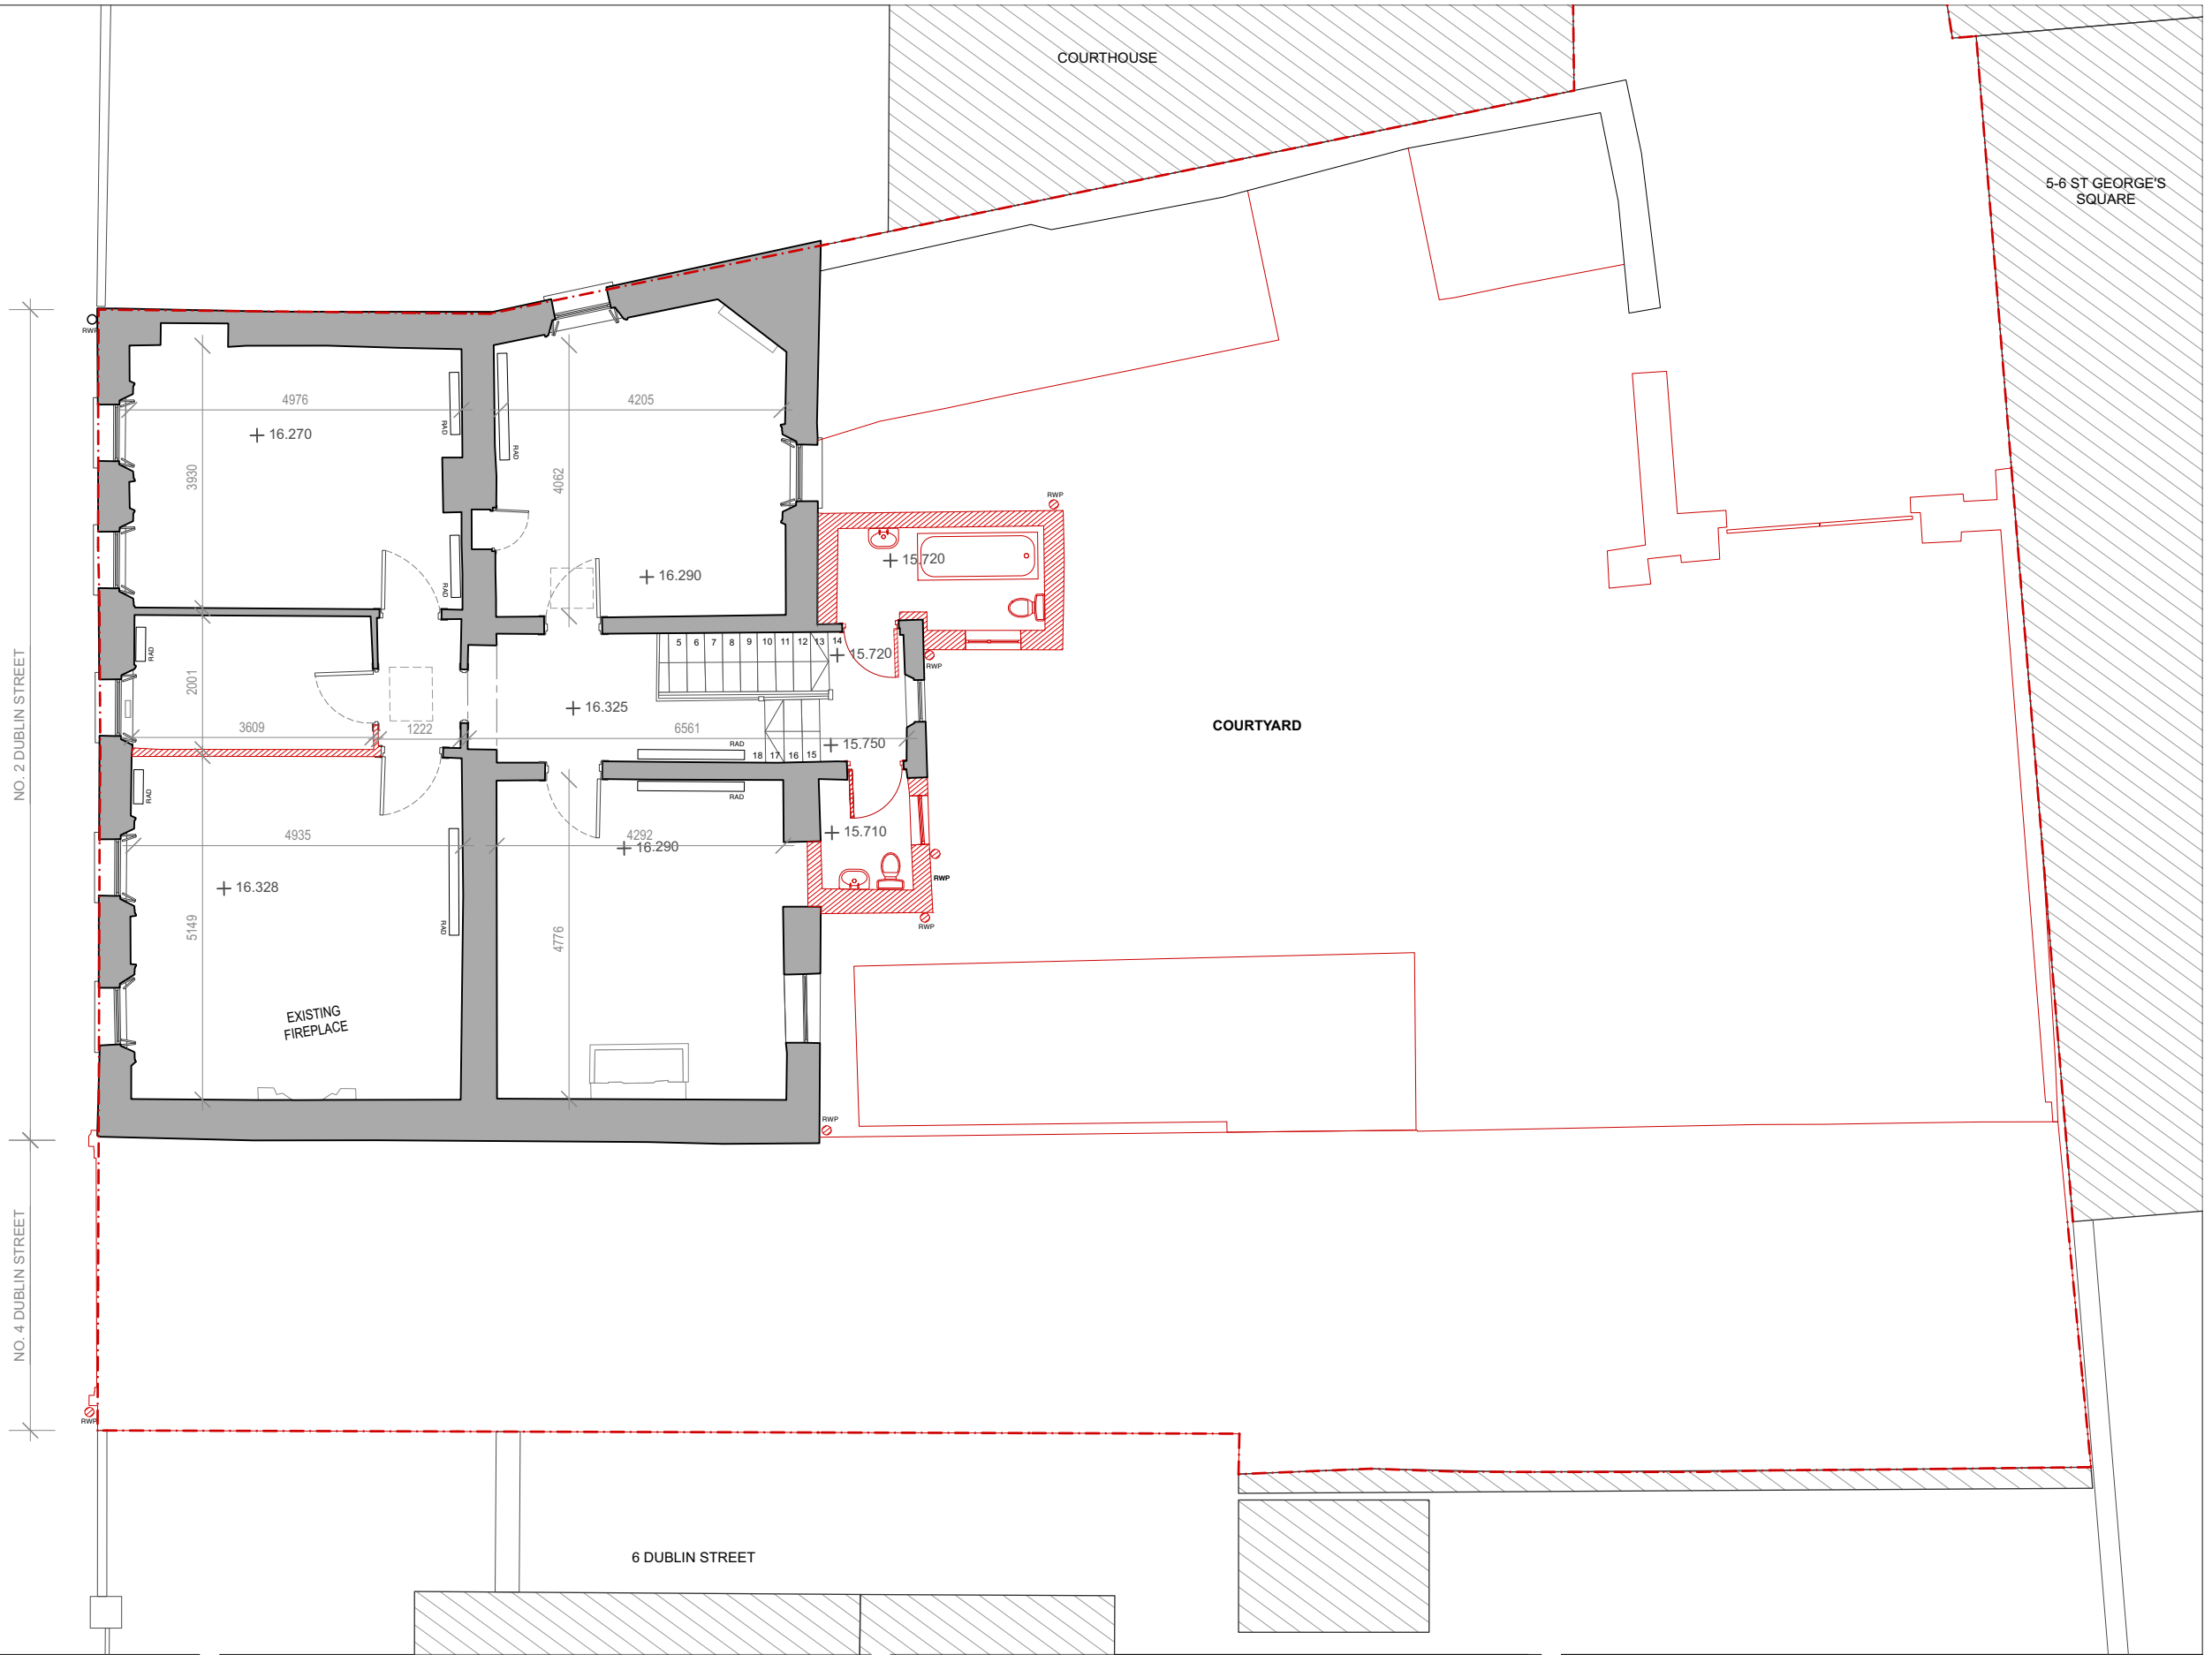 COURTHOUSE
5-6 ST GEORGE'S
SQUARE
RWP
4976
4205
16.270
RAD
RAD
3930
4062
RWP
15.720
16.290
RAD
5 6 7 8 9 10 11 12 13 14
15.720
RAD
RWP
NO. 2 DUBLIN STREET
2001
16.325
3609
1222
6561
COURTYARD
RAD
15.750
18 17 16 15
RAD
RAD
4935
4292
15.710
16.290
16.328
RWP
RAD
5149
4776
RWP
EXISTING
FIREPLACE
RWP
NO. 4 DUBLIN STREET
RWP
6 DUBLIN STREET